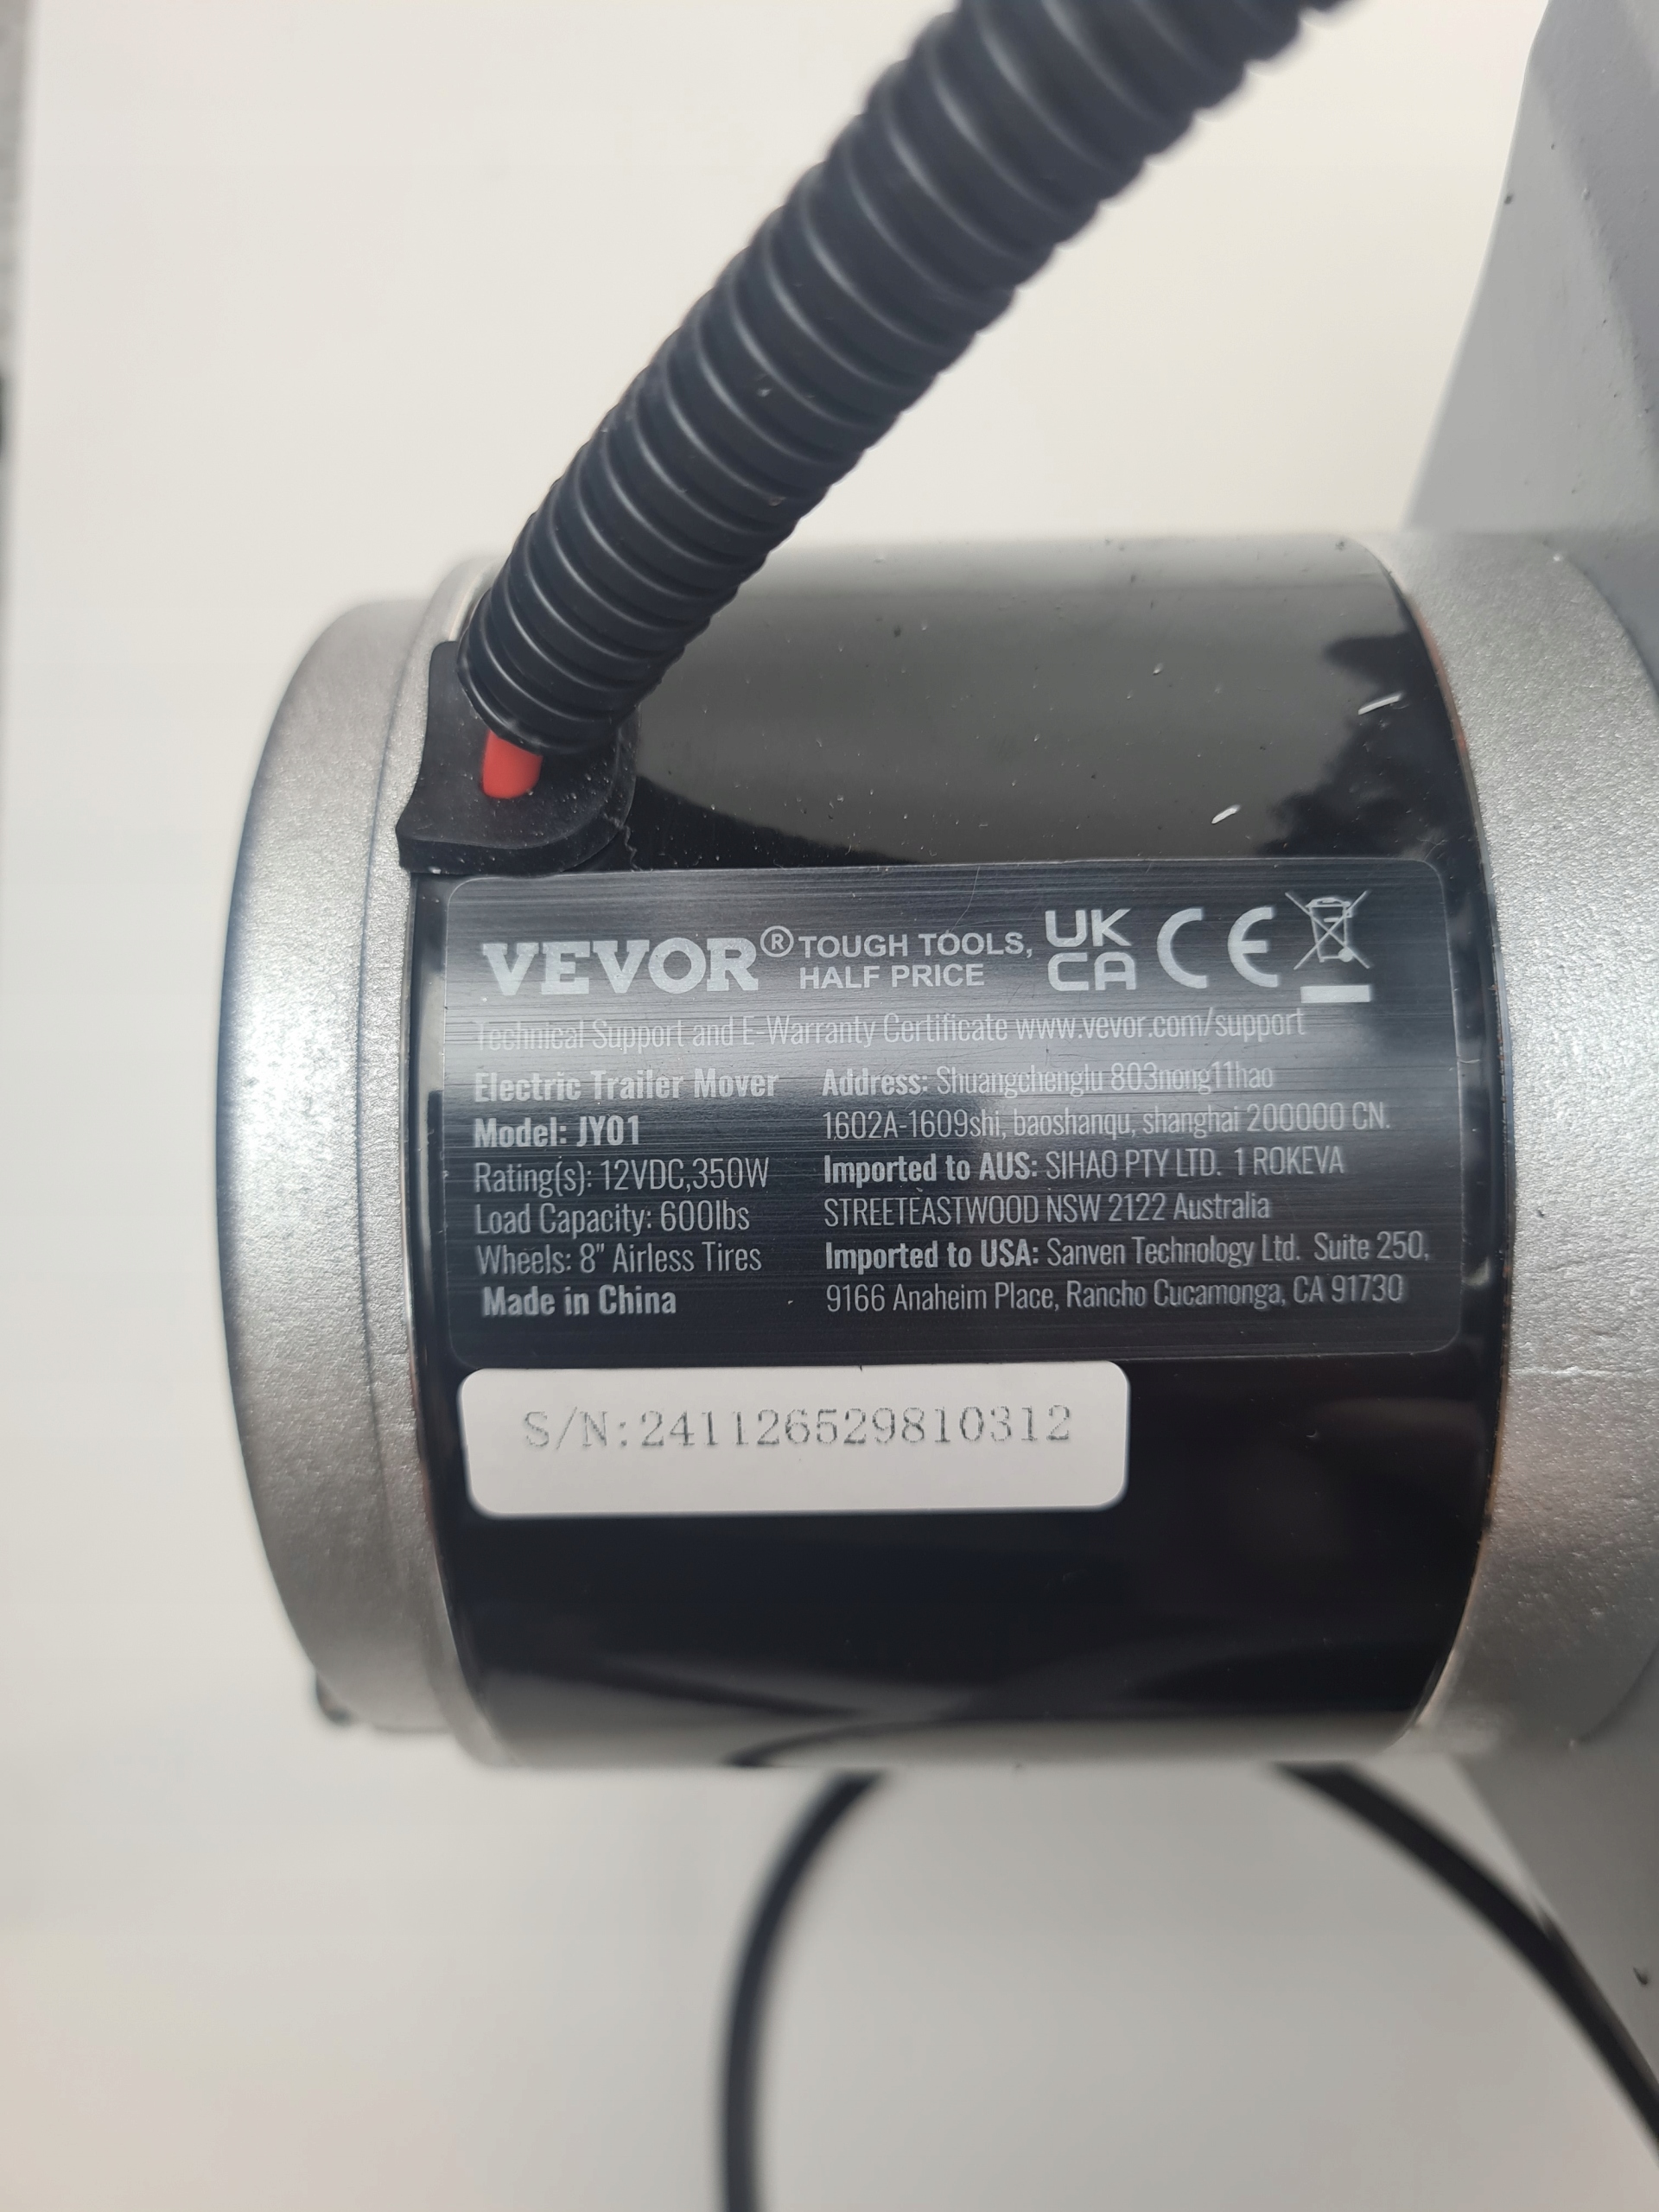 VEVOR® TOUGH TOOLS,
HALF PRICE
UK
CA
CE
Technical Support and E-Warranty Certificate www.vevor.com/support
Electric Trailer Mover
Model: JY01
Rating(s): 12VDC,350W
Load Capacity: 600lbs
Wheels: 8" Airless Tires
Made in China
Address: Shuangchenglu 803nong11hao
1602A-1609shi, baoshanqu, shanghai 200000 CN.
Imported to AUS: SIHAO PTY LTD. 1 ROKEVA
STREETEASTWOOD NSW 2122 Australia
Imported to USA: Sanven Technology Ltd. Suite 250,
9166 Anaheim Place, Rancho Cucamonga, CA 91730
S/N:241126529810312